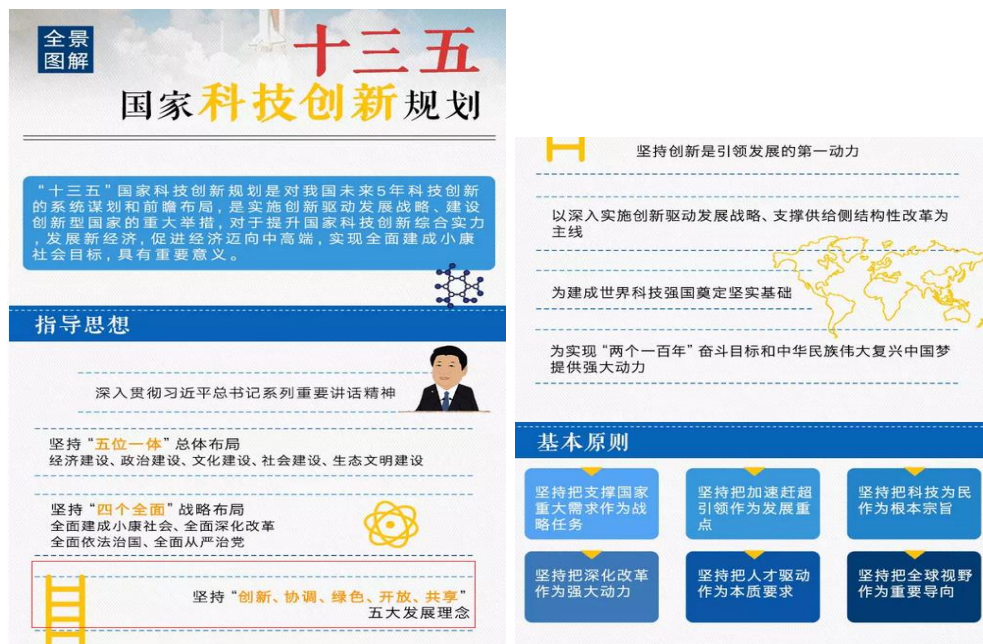 全景
图解
十三五
国家科技创新规划
“十三五”国家科技创新规划是对我国未来5年科技创新
的系统谋划和前瞻布局，是实施创新驱动发展战略、建设
创新型国家的重大举措，对于提升国家科技创新综合实力
，发展新经济，促进经济迈向中高端，实现全面建成小康
社会目标，具有重要意义。
指导思想
深入贯彻习近平总书记系列重要讲话精神
坚持“五位一体”总体布局
经济建设、政治建设、文化建设、社会建设、生态文明建设
坚持“四个全面”战略布局
全面建成小康社会、全面深化改革
全面依法治国、全面从严治党
坚持“创新、协调、绿色、开放、共享”
五大发展理念
坚持创新是引领发展的第一动力
以深入实施创新驱动发展战略、支撑供给侧结构性改革为
主线
为建成世界科技强国奠定坚实基础
为实现“两个一百年”奋斗目标和中华民族伟大复兴中国梦
提供强大动力
基本原则
坚持把支撑国家
重大需求作为战
略任务
坚持把加速赶超
引领作为发展重
点
坚持把科技为民
作为根本宗旨
坚持把深化改革
作为强大动力
坚持把人才驱动
作为本质要求
坚持把全球视野
作为重要导向